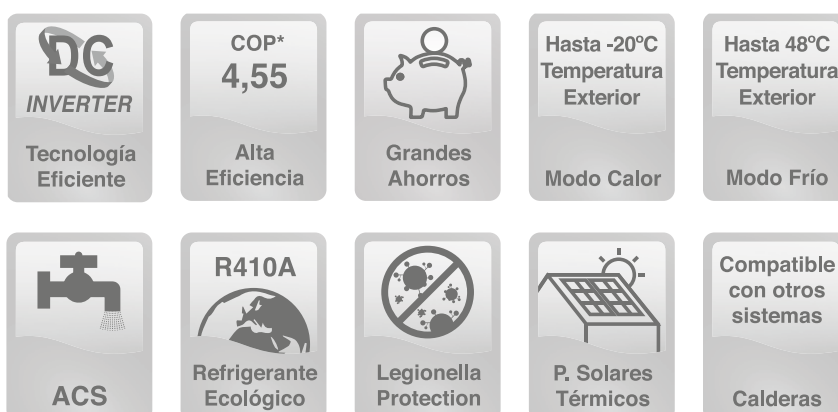 DC
INVERTER
Tecnología
Eficiente
COP*
4,55
Alta
Eficiencia
Grandes
Ahorros
Hasta -20ºC
Temperatura
Exterior
Modo Calor
Hasta 48ºC
Temperatura
Exterior
Modo Frío
ACS
R410A
Refrigerante
Ecológico
Legionella
Protection
P. Solares
Térmicos
Compatible
con otros
sistemas
Calderas